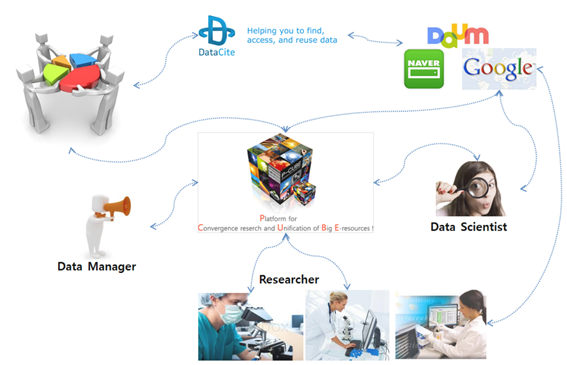 DataCite
Helping you to find,
access, and reuse data
Daum
NAVER
Google
Platform for
Convergence reserch and Unification of Big E-resources !
Data Manager
Data Scientist
Researcher